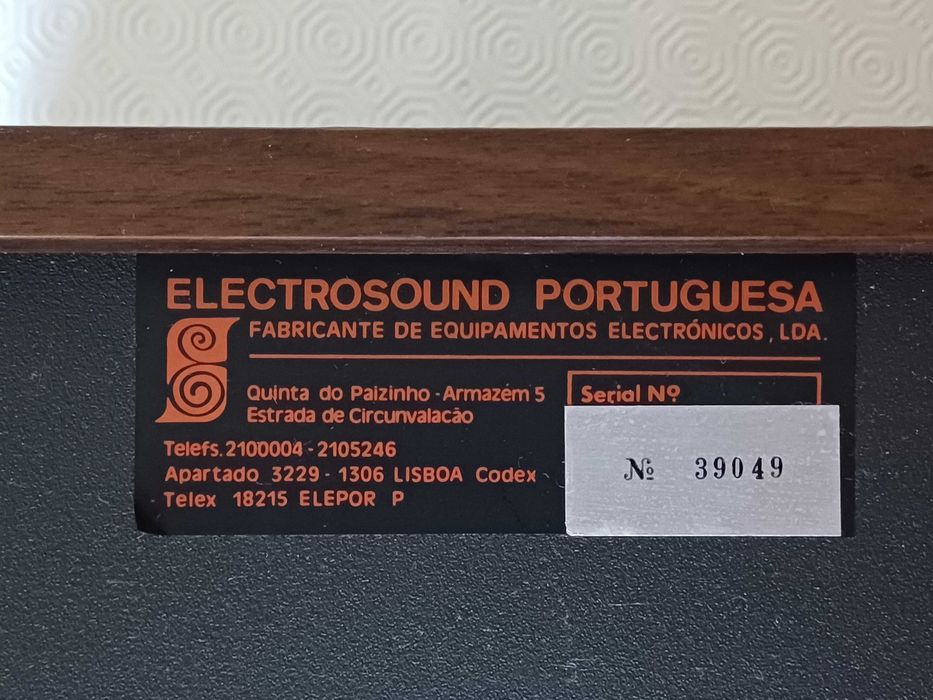 ELECTROSOUND PORTUGUESA
FABRICANTE DE EQUIPAMENTOS ELECTRÓNICOS, LDA.
Quinta do Paizinho - Armazém 5
Estrada de Circunvalacão
Telefs. 2100004 - 2105246
Apartado 3229 - 1306 LISBOA Codex
Telex 18215 ELEPOR P
Serial Nº
№ 39049